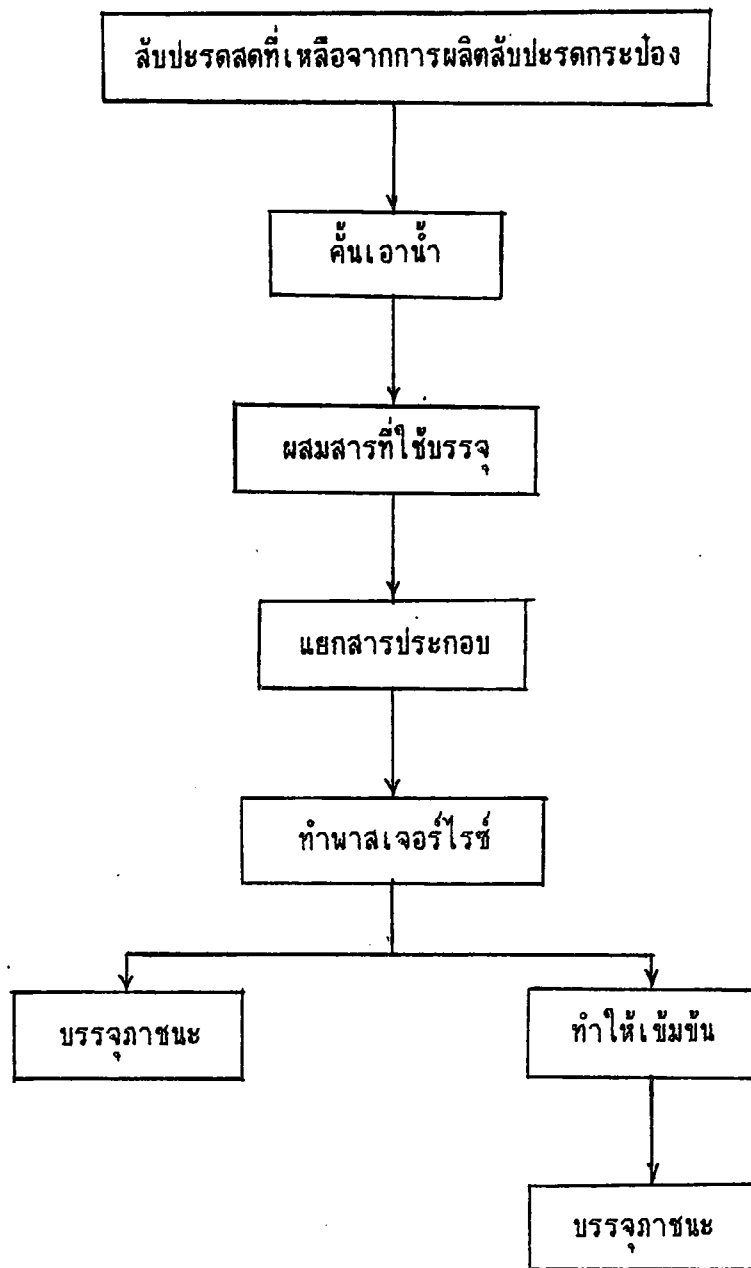 สับปะรดสดที่เหลือจากการผลิตสับปะรดกระป๋อง
คั้นเอาน้ำ
ผสมสารที่ใช้บรรจุ
แยกสารประกอบ
ทำพาสเจอร์ไรซ์
บรรจุภาชนะ
ทำให้เข้มข้น
บรรจุภาชนะ